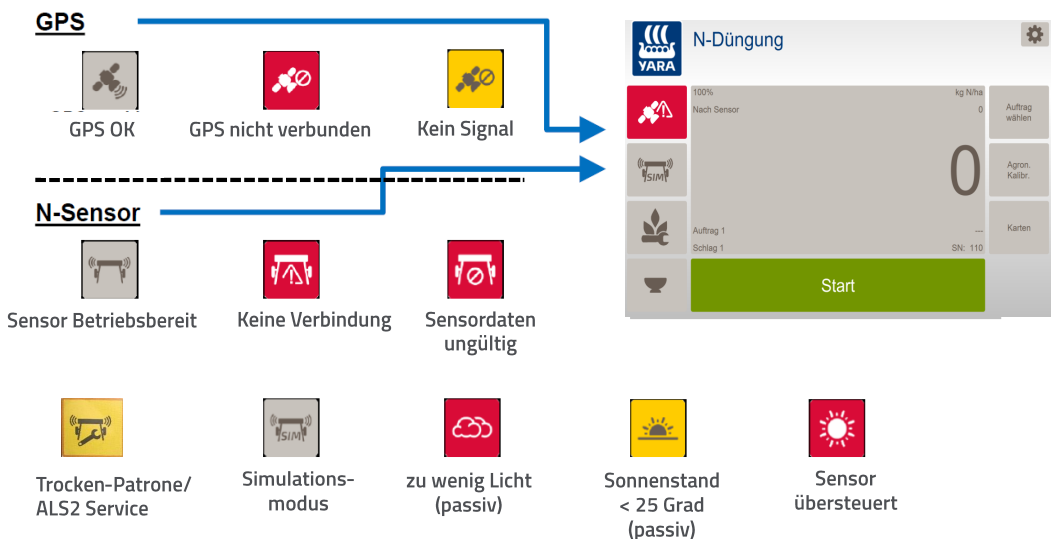 GPS
GPS OK
GPS nicht verbunden
Kein Signal
N-Sensor
Sensor Betriebsbereit
Keine Verbindung
Sensordaten
ungültig
SIM
Trocken-Patrone/
ALS2 Service
Simulations-
modus
zu wenig Licht
(passiv)
Sonnenstand
< 25 Grad
(passiv)
Sensor
übersteuert
YARA
N-Düngung
100%
kg N/ha
Nach Sensor
0
0
SIM
Auftrag 1
---
Schlag 1
SN: 110
Start
Auftrag
wählen
Agron.
Kalibr.
Karten